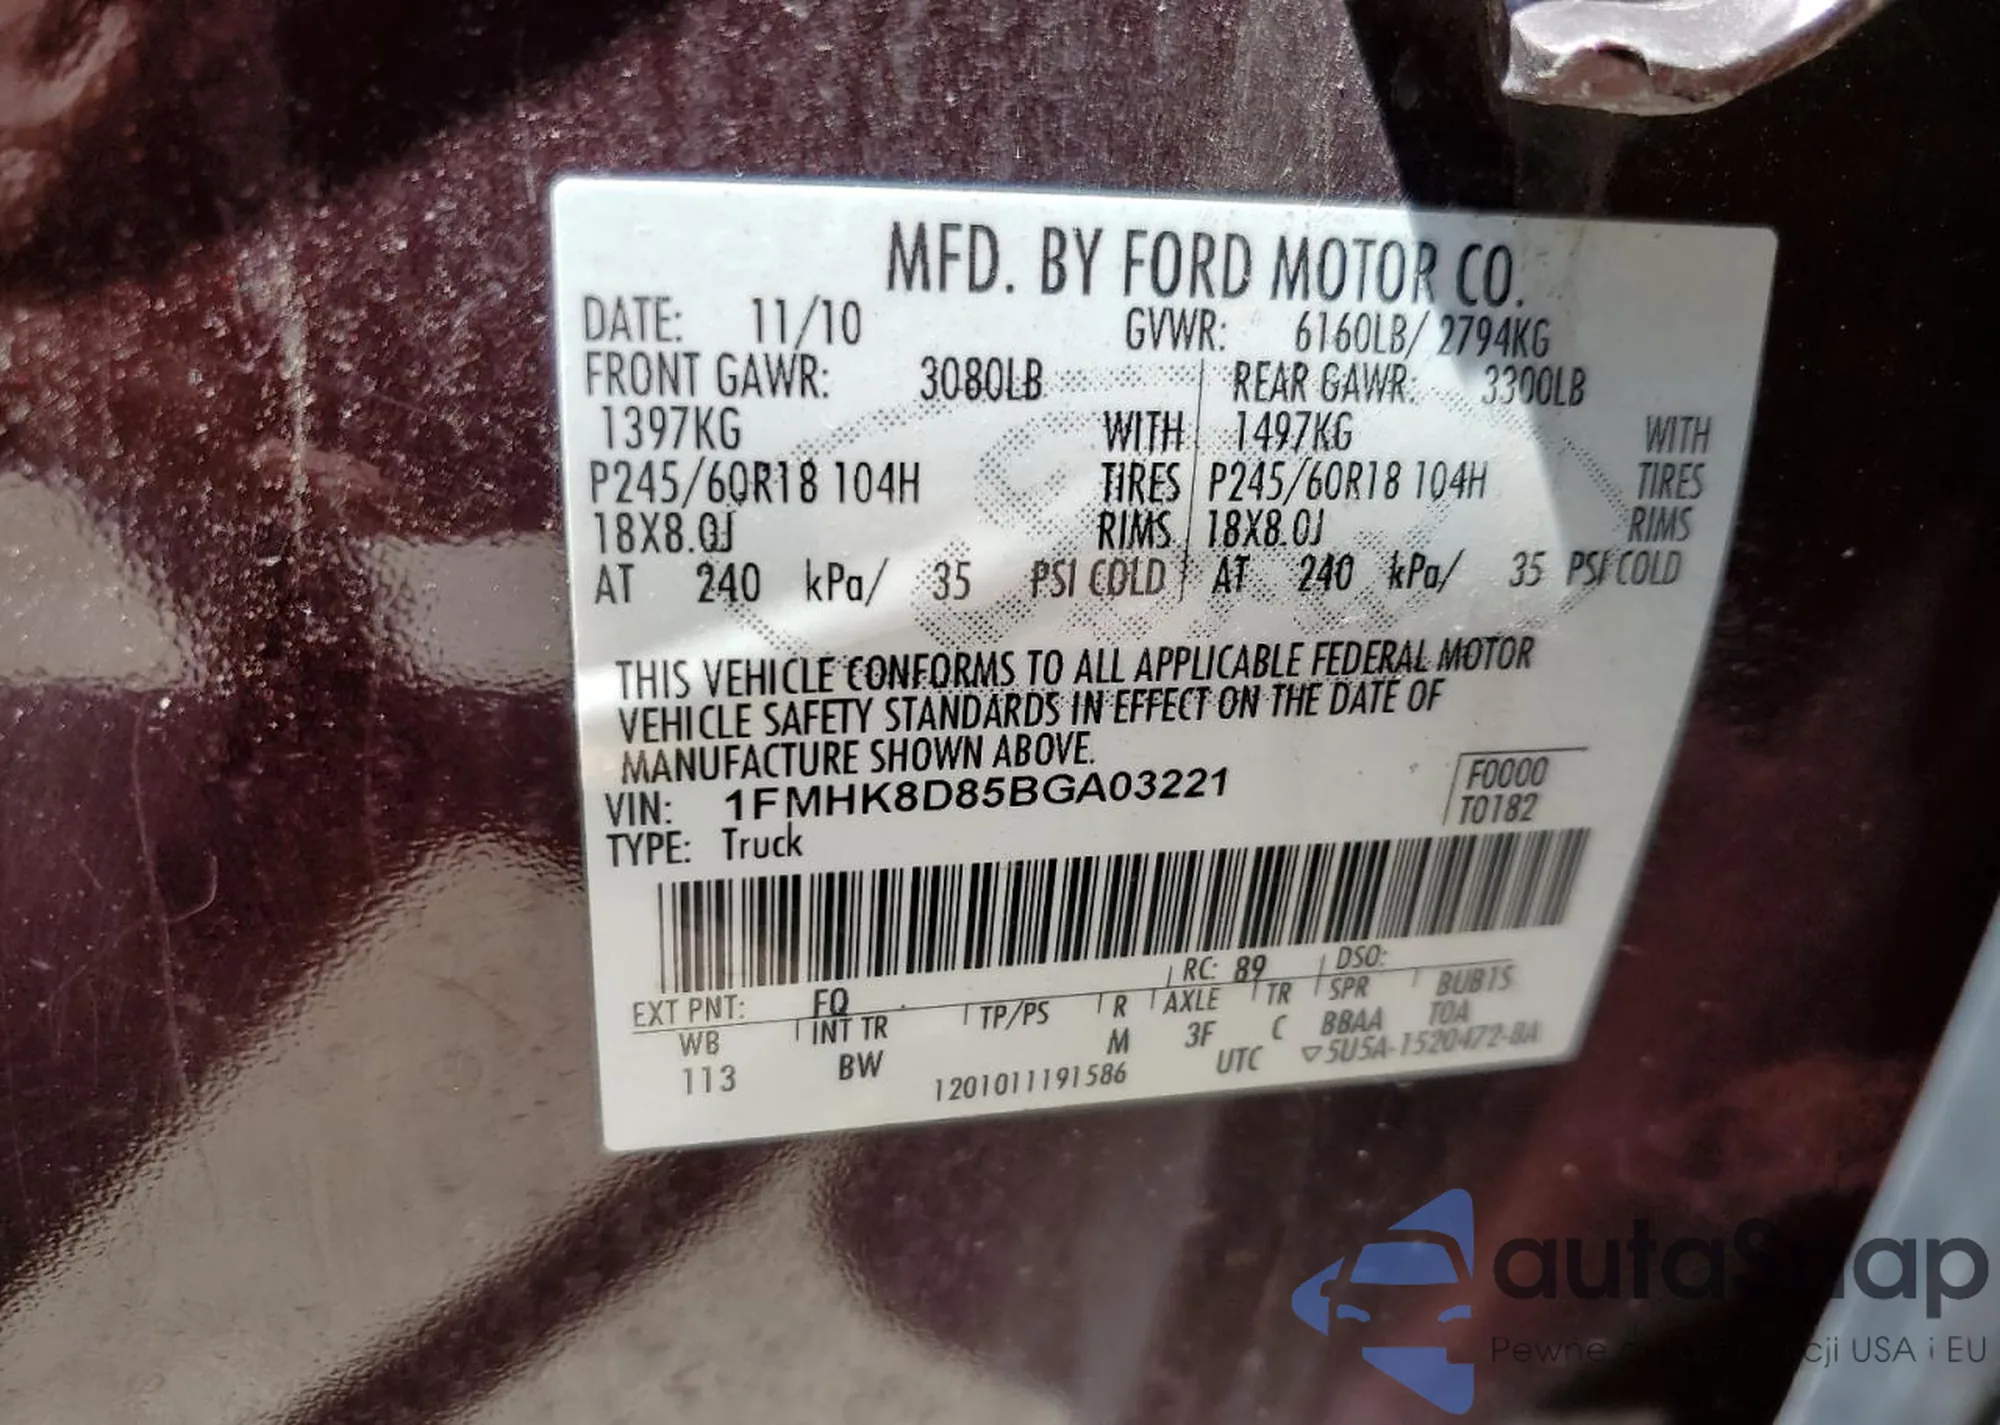 MFD. BY FORD MOTOR CO.
DATE: 11/10 GVWR: 6160LB/ 2794KG
FRONT GAWR: 3080LB REAR GAWR: 3300LB
1397KG WITH 1497KG WITH
P245/60R18 104H TIRES P245/60R18 104H TIRES
18X8.0J RIMS 18X8.0J RIMS
AT 240 kPa/ 35 PSI COLD AT 240 kPa/ 35 PSI COLD
THIS VEHICLE CONFORMS TO ALL APPLICABLE FEDERAL MOTOR
VEHICLE SAFETY STANDARDS IN EFFECT ON THE DATE OF
MANUFACTURE SHOWN ABOVE.
VIN: 1FMHK8D85BGA03221 F0000
TYPE: Truck T0182
EXT PNT: FQ RC: 89 DSO:
WB INT TR TP/PS R AXLE TR SPR BUB1S
113 BW M 3F C BBAA TOA
1201011191586 UTC ▽5U5A-1520472-BA
autaSnap
Pewne cji USA i EU